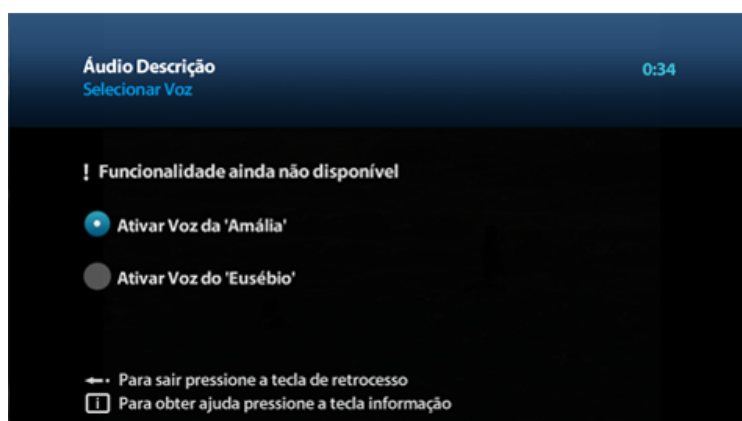 Áudio Descrição
0:34
Selecionar Voz
! Funcionalidade ainda não disponível
Ativar Voz da 'Amália'
Ativar Voz do 'Eusébio'
Para sair pressione a tecla de retrocesso
i Para obter ajuda pressione a tecla informação